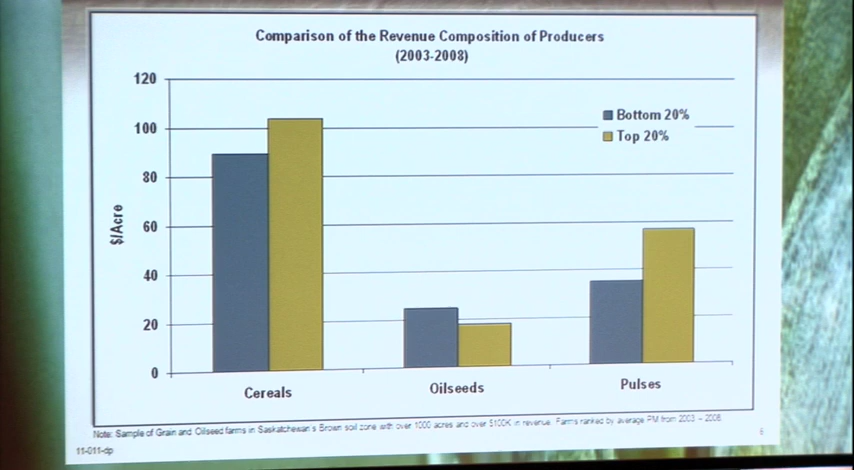 Comparison of the Revenue Composition of Producers
(2003-2008)
120
100
80
60
40
20
0
$/Acre
Bottom 20%
Top 20%
Cereals
Oilseeds
Pulses
Note: Sample of Grain and Oilseed farms in Saskatchewan's Brown soil zone with over 1000 acres and over $100K in revenue. Farms ranked by average PM from 2003 – 2008.
11-011-dp